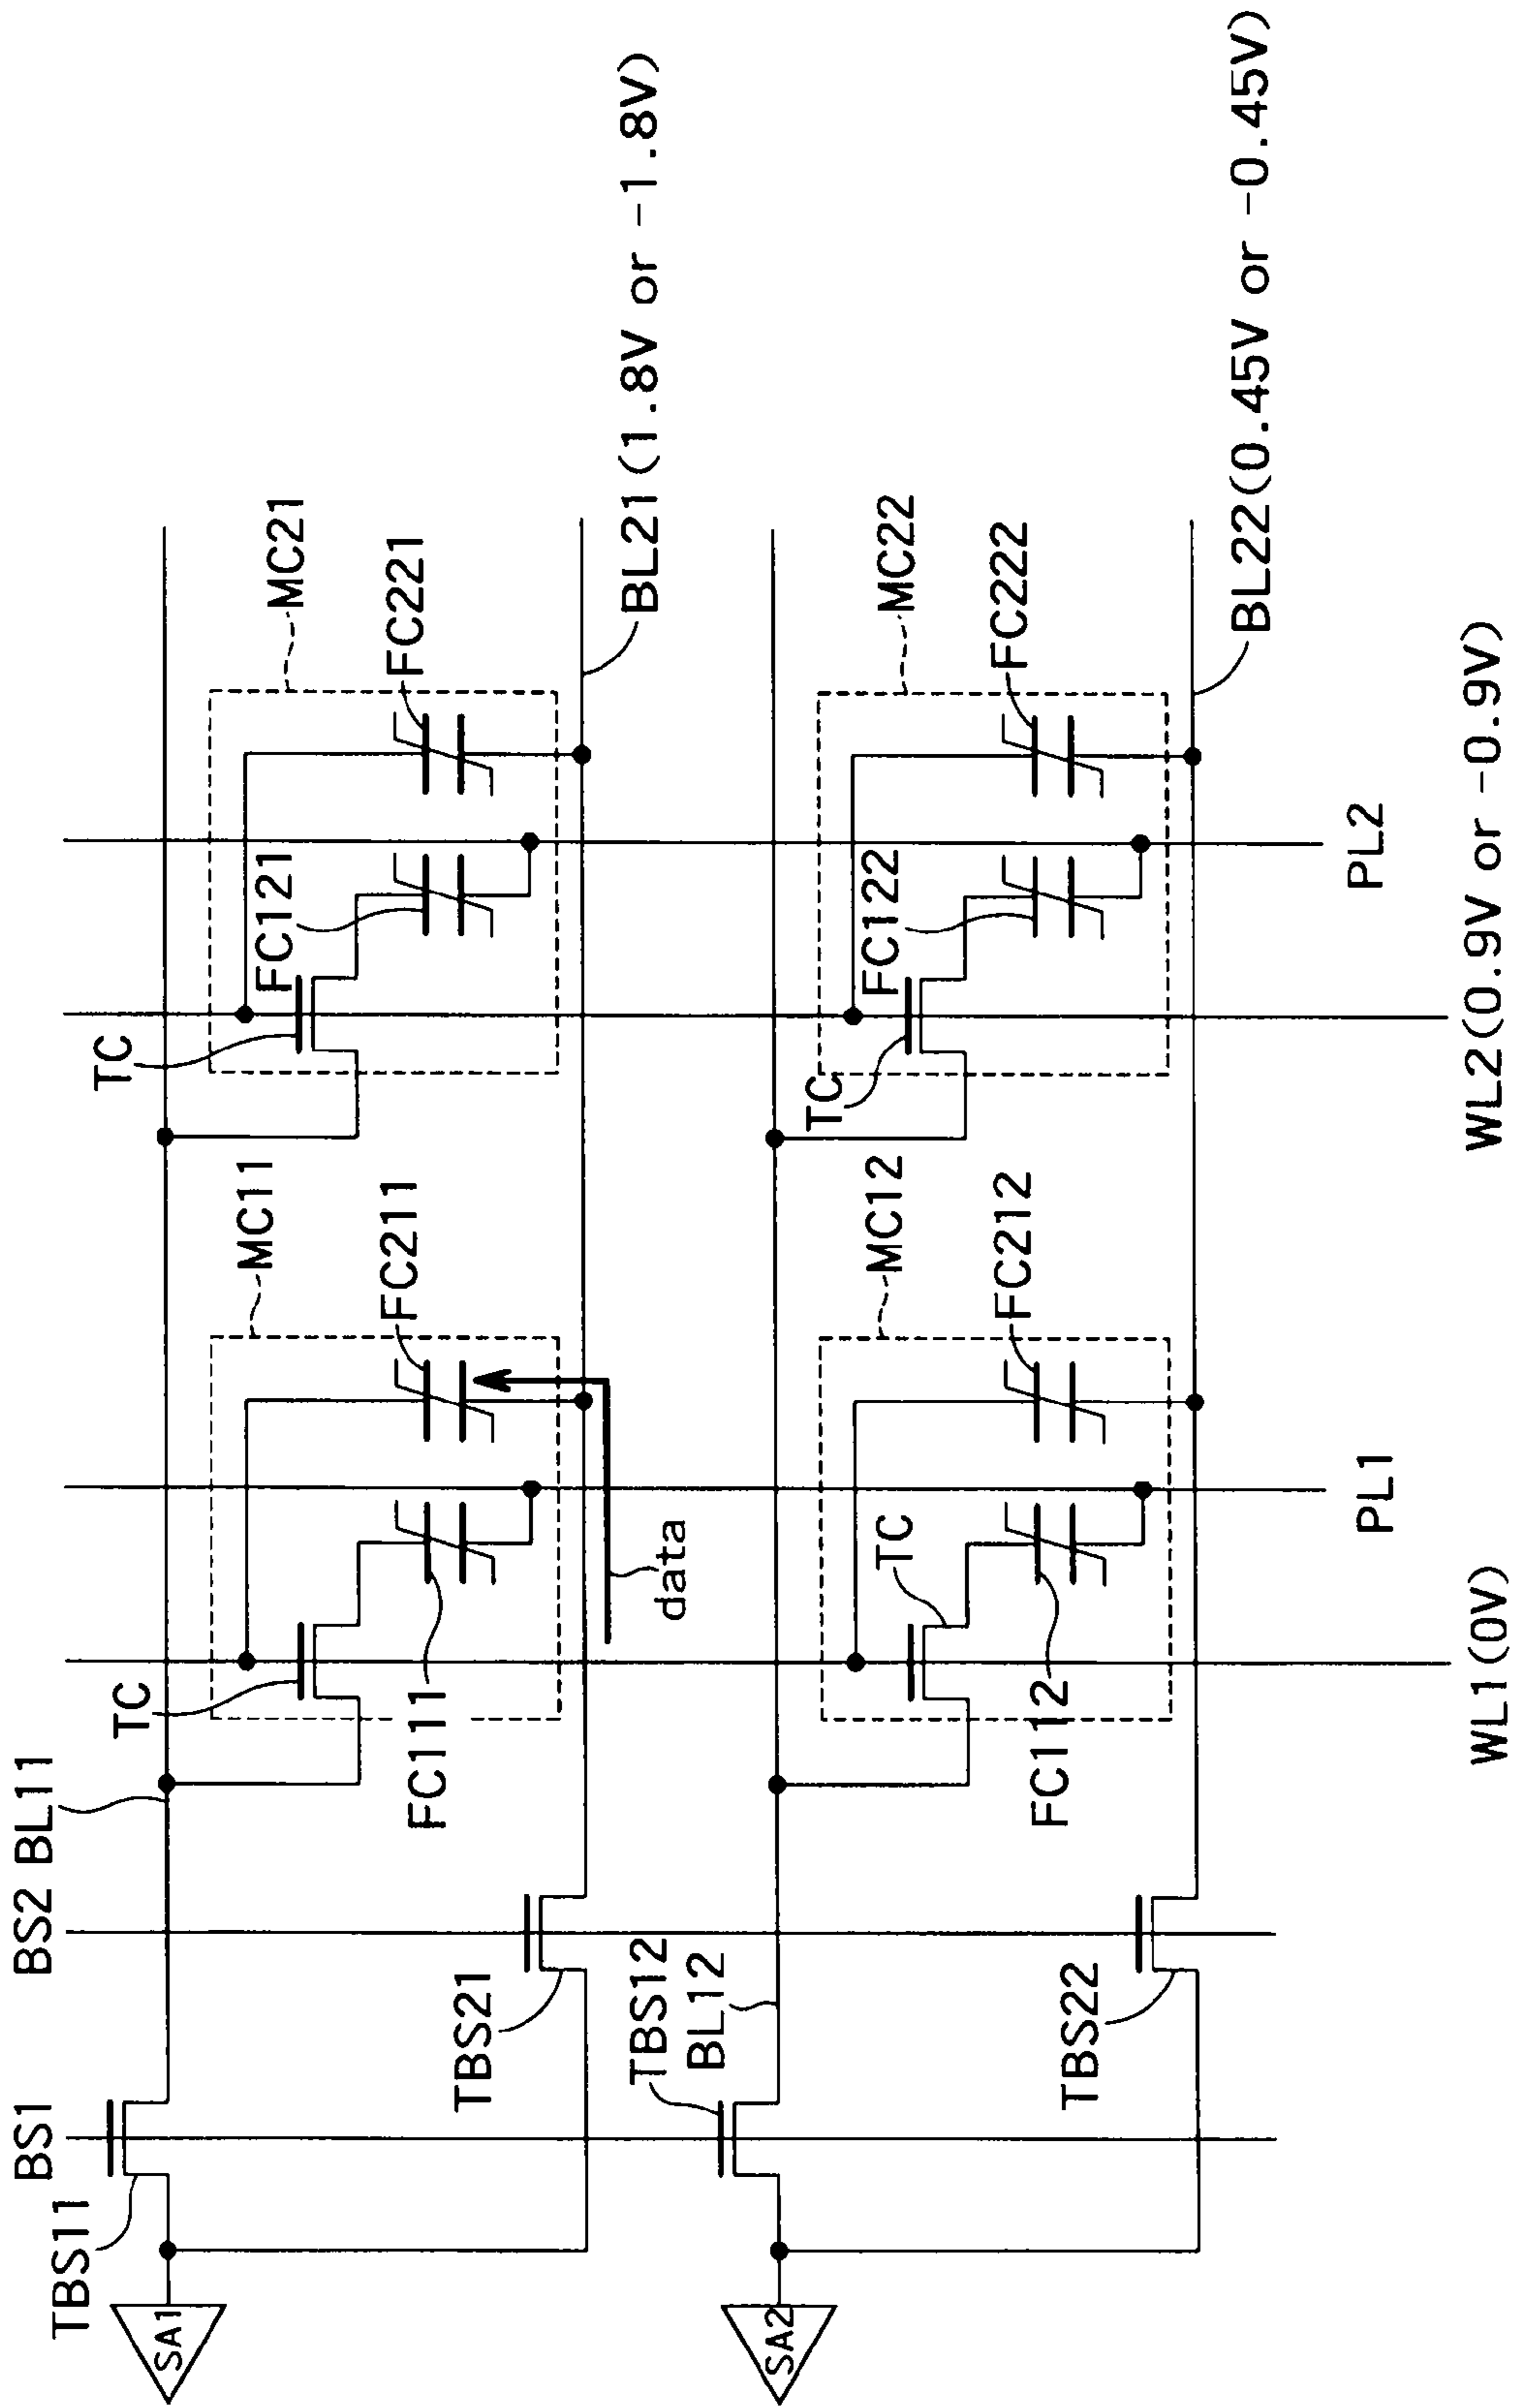 BS1
BS2
BL11
TBS11
SA1
TC
MC11
TC
MC21
FC111
FC211
FC121
FC221
TBS21
data
BL21(1.8V or -1.8V)
TBS12
BL12
SA2
TC
MC12
TC
MC22
FC112
FC212
FC122
FC222
TBS22
BL22(0.45V or -0.45V)
PL1
PL2
WL1(0V)
WL2(0.9V or -0.9V)